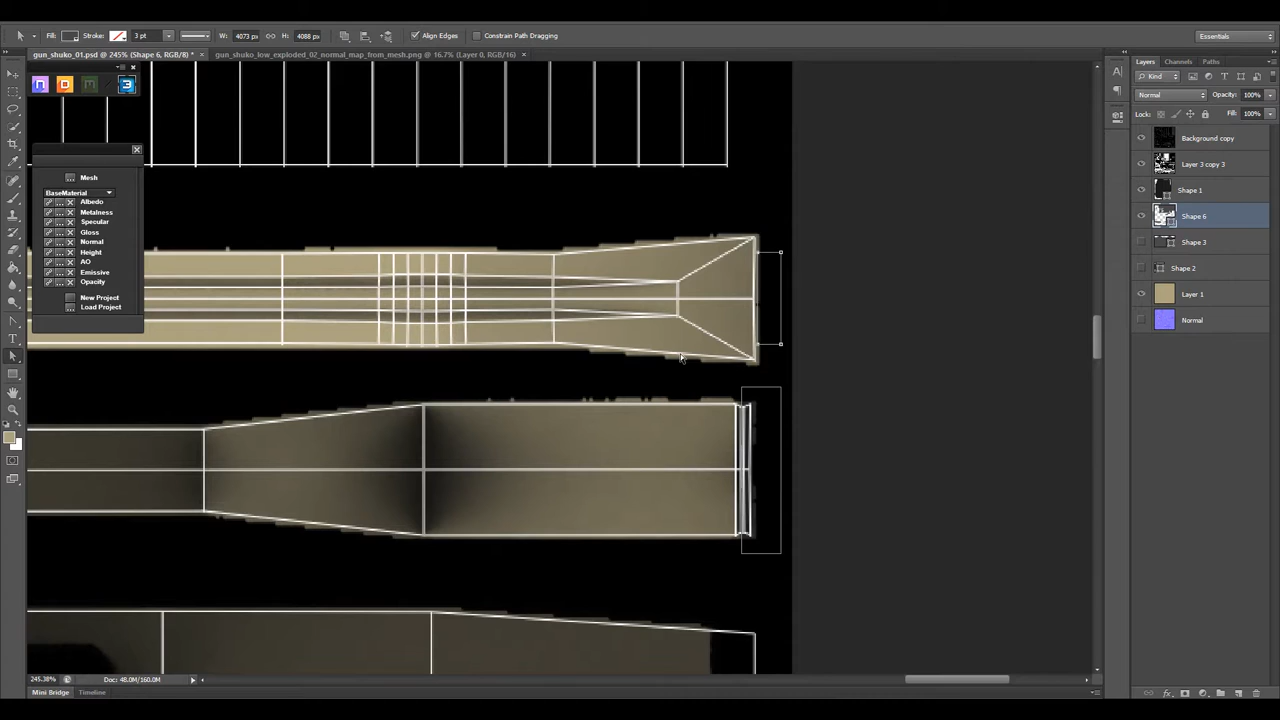 Fill: Stroke: 3 pt W: 4073 px H: 4088 px Align Edges Constrain Path Dragging Essentials
gun_shuko_01.psd @ 245% (Shape 6, RGB/8) * × gun_shuko_low_exploded_02_normal_map_from_mesh.png @ 16.7% (Layer 0, RGB/16) ×
Layers Channels Paths
Kind
Normal Opacity: 100%
Lock: Fill: 100%
Background copy
Layer 3 copy 3
Shape 1
Shape 6
Shape 3
Shape 2
Layer 1
Normal
Mesh
BaseMaterial
Albedo
Metalness
Specular
Gloss
Normal
Height
AO
Emissive
Opacity
New Project
Load Project
245.38% Doc: 48.0M/160.0M
Mini Bridge Timeline